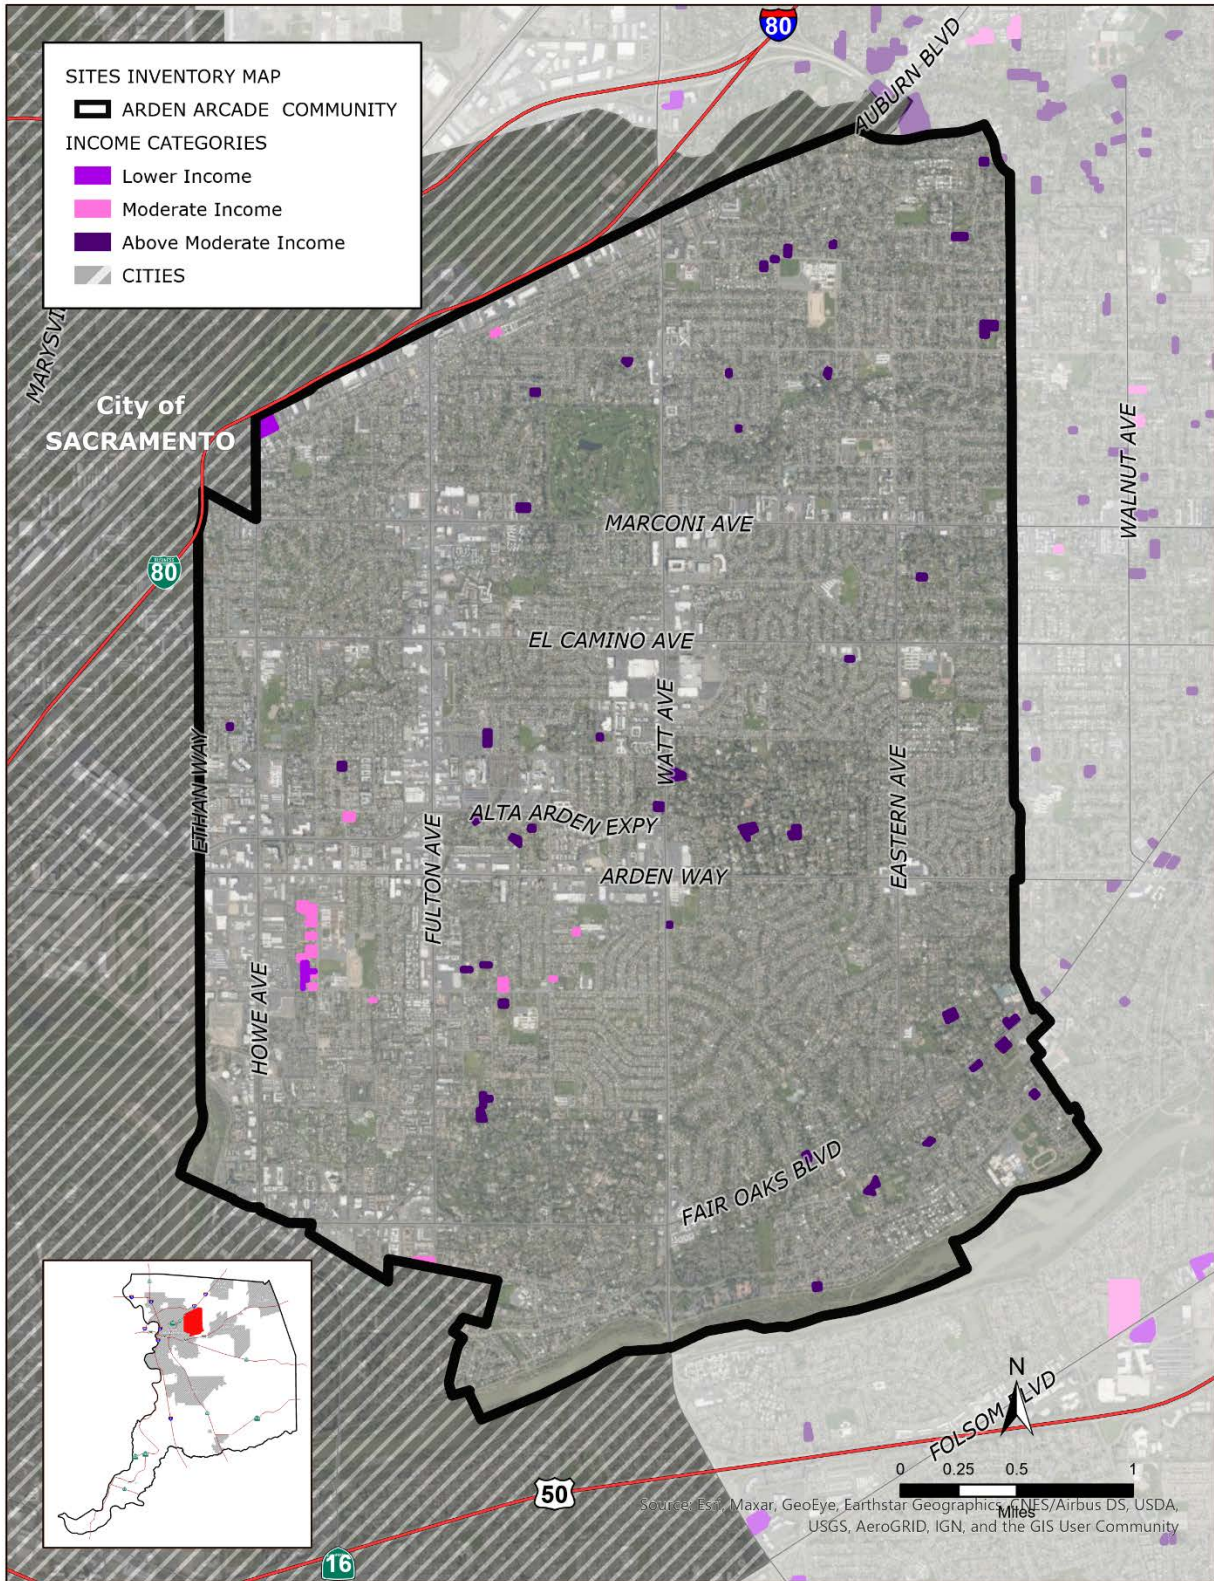 SITES INVENTORY MAP
ARDEN ARCADE COMMUNITY
INCOME CATEGORIES
Lower Income
Moderate Income
Above Moderate Income
CITIES
80
AUBURN BLVD
City of
SACRAMENTO
WALNUT AVE
MARCONI AVE
80
EL CAMINO AVE
WATT AVE
ETHAN WAY
EASTERN AVE
ALTA ARDEN EXPY
FULTON AVE
ARDEN WAY
HOWE AVE
FAIR OAKS BLVD
N
FOLSOM BLVD
0 0.25 0.5 1
Miles
50
Source: Esri, Maxar, GeoEye, Earthstar Geographics, CNES/Airbus DS, USDA,
USGS, AeroGRID, IGN, and the GIS User Community
16